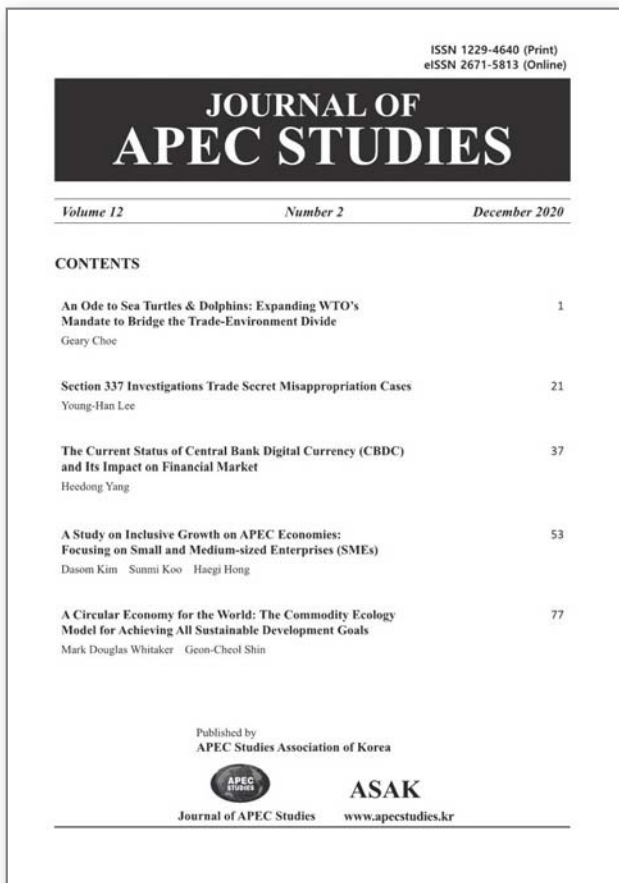 ISSN 1229-4640 (Print)
eISSN 2671-5813 (Online)
JOURNAL OF
APEC STUDIES
Volume 12 Number 2 December 2020
CONTENTS
An Ode to Sea Turtles & Dolphins: Expanding WTO's 1
Mandate to Bridge the Trade-Environment Divide
Geary Choe
Section 337 Investigations Trade Secret Misappropriation Cases 21
Young-Han Lee
The Current Status of Central Bank Digital Currency (CBDC) 37
and Its Impact on Financial Market
Heedong Yang
A Study on Inclusive Growth on APEC Economies: 53
Focusing on Small and Medium-sized Enterprises (SMEs)
Dasom Kim Sunmi Koo Haegi Hong
A Circular Economy for the World: The Commodity Ecology 77
Model for Achieving All Sustainable Development Goals
Mark Douglas Whitaker Geon-Cheol Shin
Published by
APEC Studies Association of Korea
APEC
STUDIES
ASAK
Journal of APEC Studies www.apecstudies.kr